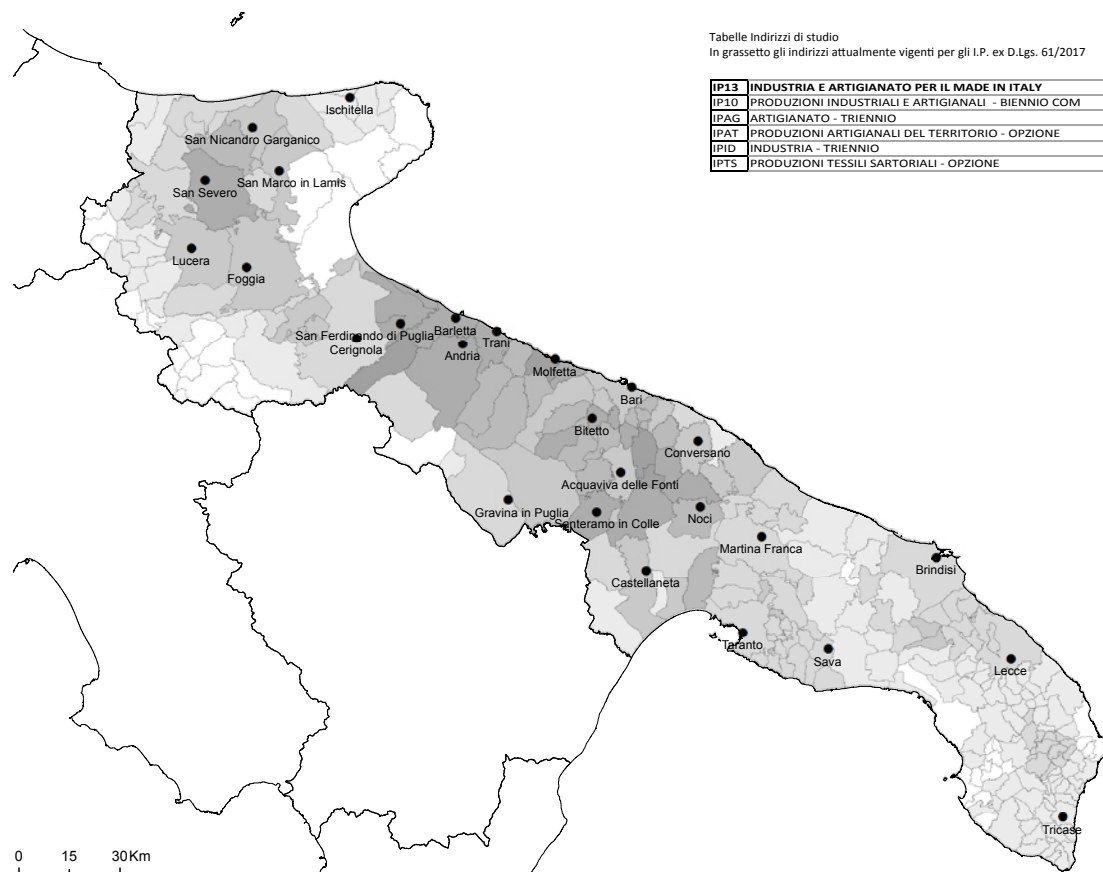 Tabelle Indirizzi di studio
In grassetto gli indirizzi attualmente vigenti per gli I.P. ex D.Lgs. 61/2017
IP13 INDUSTRIA E ARTIGIANATO PER IL MADE IN ITALY
IP10 PRODUZIONI INDUSTRIALI E ARTIGIANALI - BIENNIO COM
IPAG ARTIGIANATO - TRIENNIO
IPAT PRODUZIONI ARTIGIANALI DEL TERRITORIO - OPZIONE
IPID INDUSTRIA - TRIENNIO
IPTS PRODUZIONI TESSILI SARTORIALI - OPZIONE
Ischitella
San Nicandro Garganico
San Marco in Lamis
San Severo
Lucera
Foggia
San Ferdinando di Puglia
Cerignola
Barletta
Trani
Andria
Molfetta
Bari
Bitetto
Conversano
Acquaviva delle Fonti
Gravina in Puglia
Santeramo in Colle
Noci
Martina Franca
Castellaneta
Brindisi
Taranto
Sava
Lecce
Tricase
0 15 30 Km